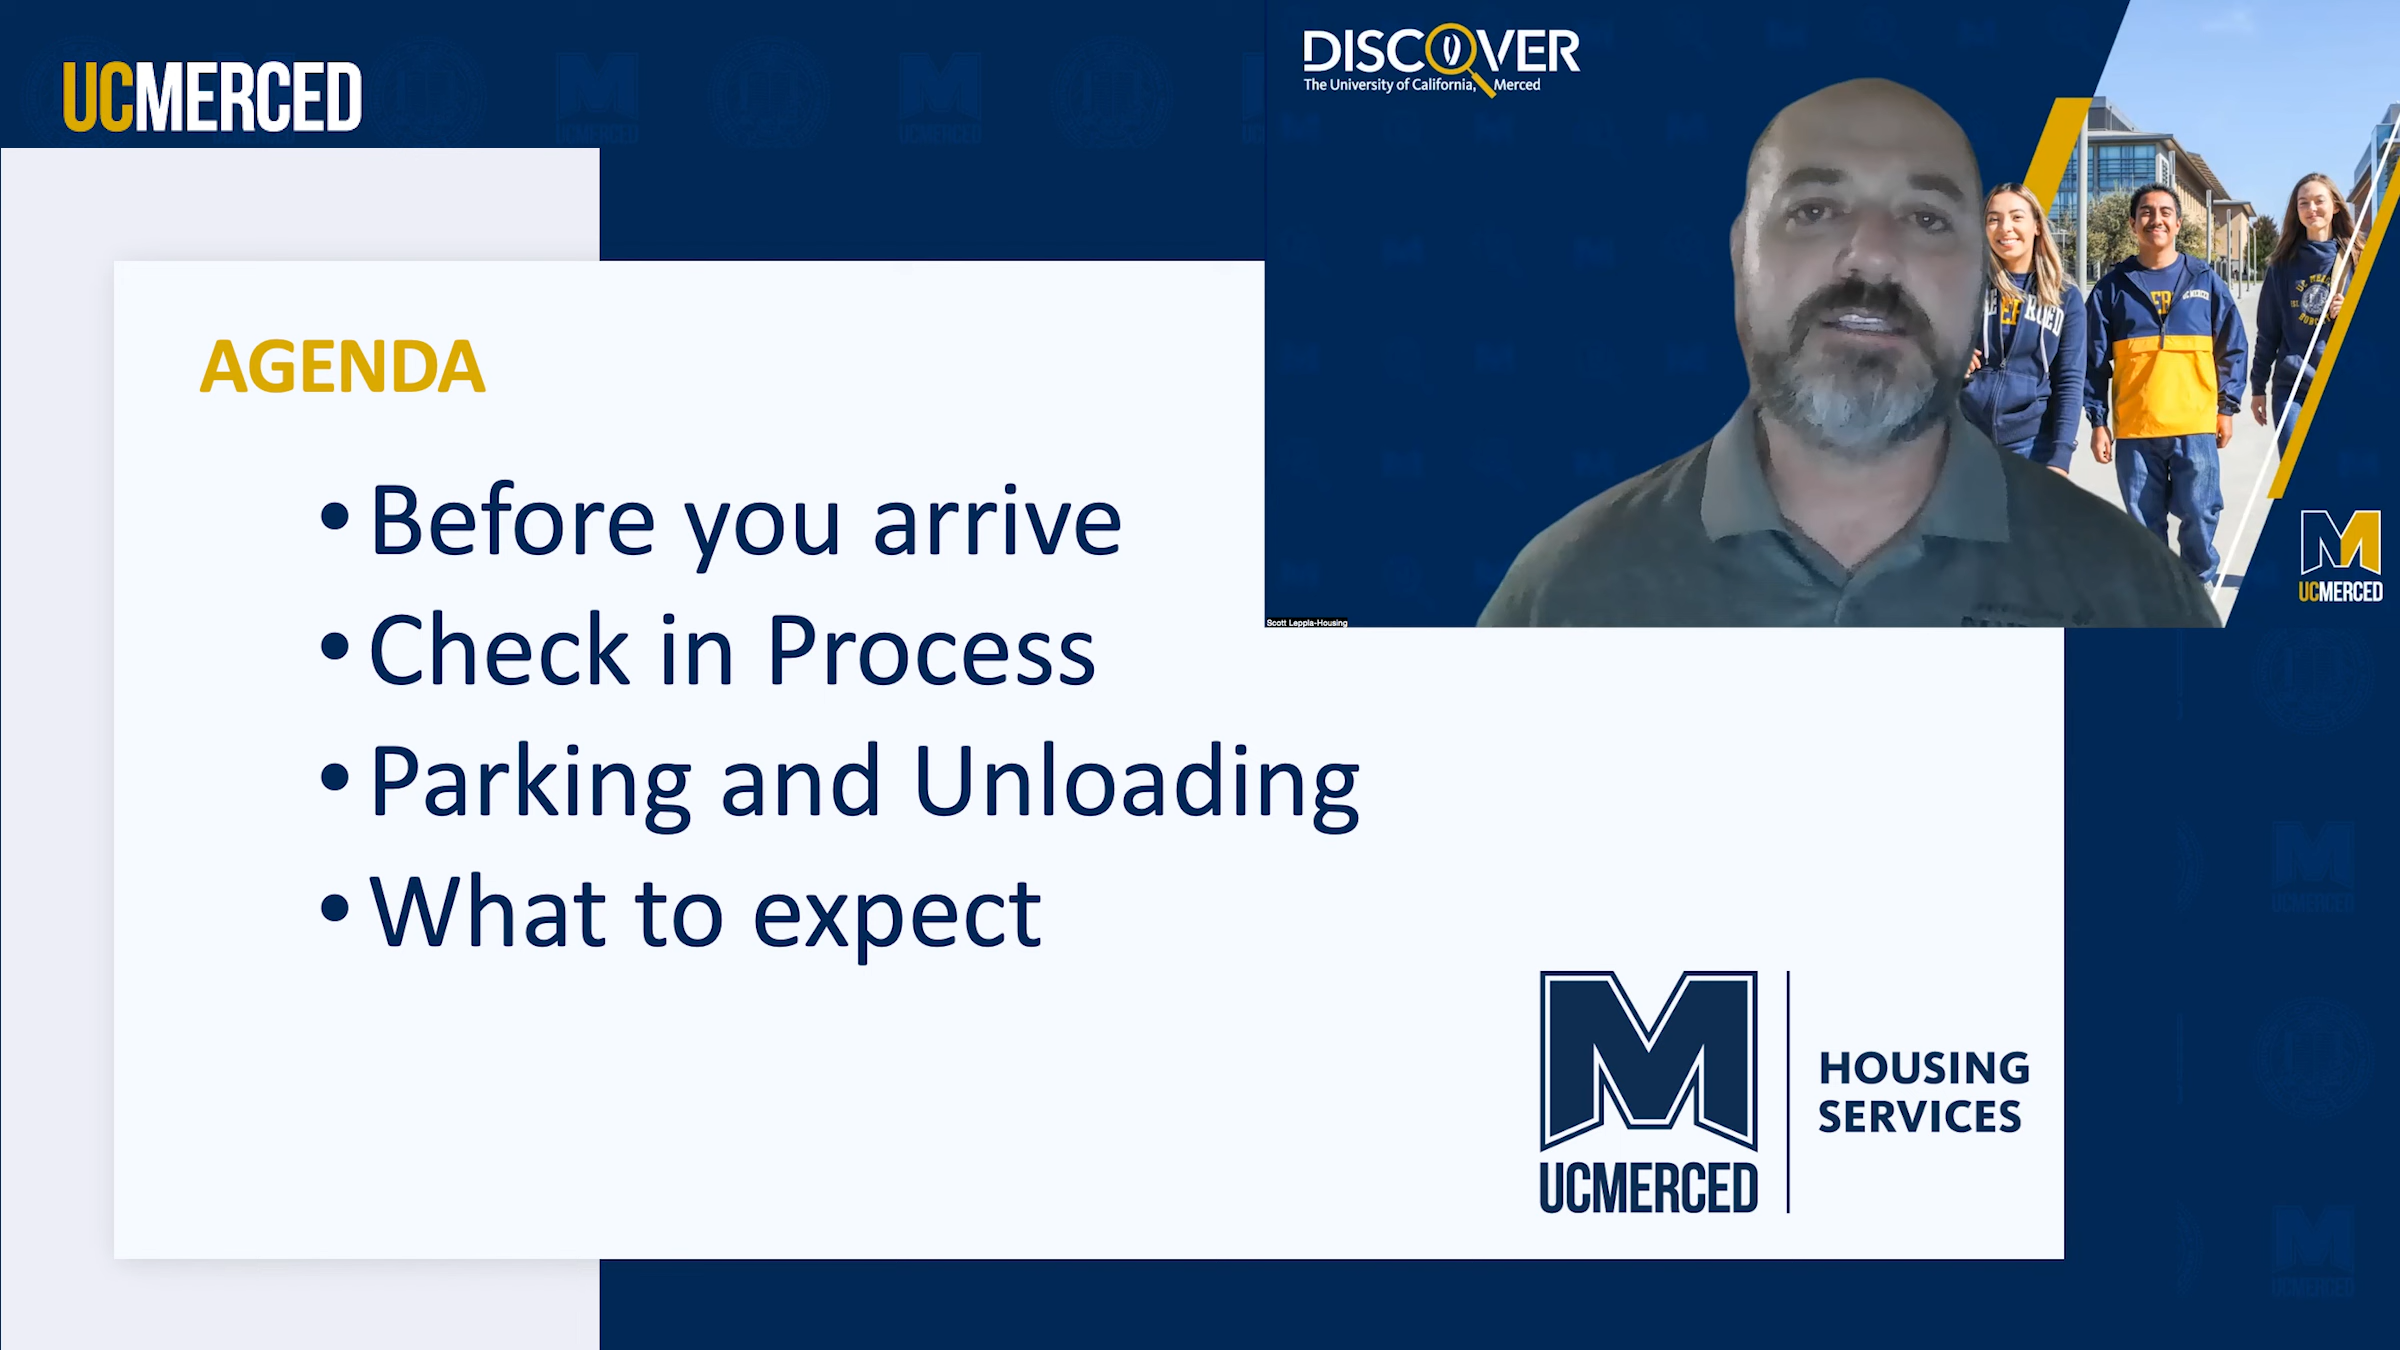 UCMERCED
DISCOVER
The University of California, Merced
AGENDA
• Before you arrive
• Check in Process
• Parking and Unloading
• What to expect
UCMERCED
Scott Leppla-Housing
HOUSING
SERVICES
UCMERCED